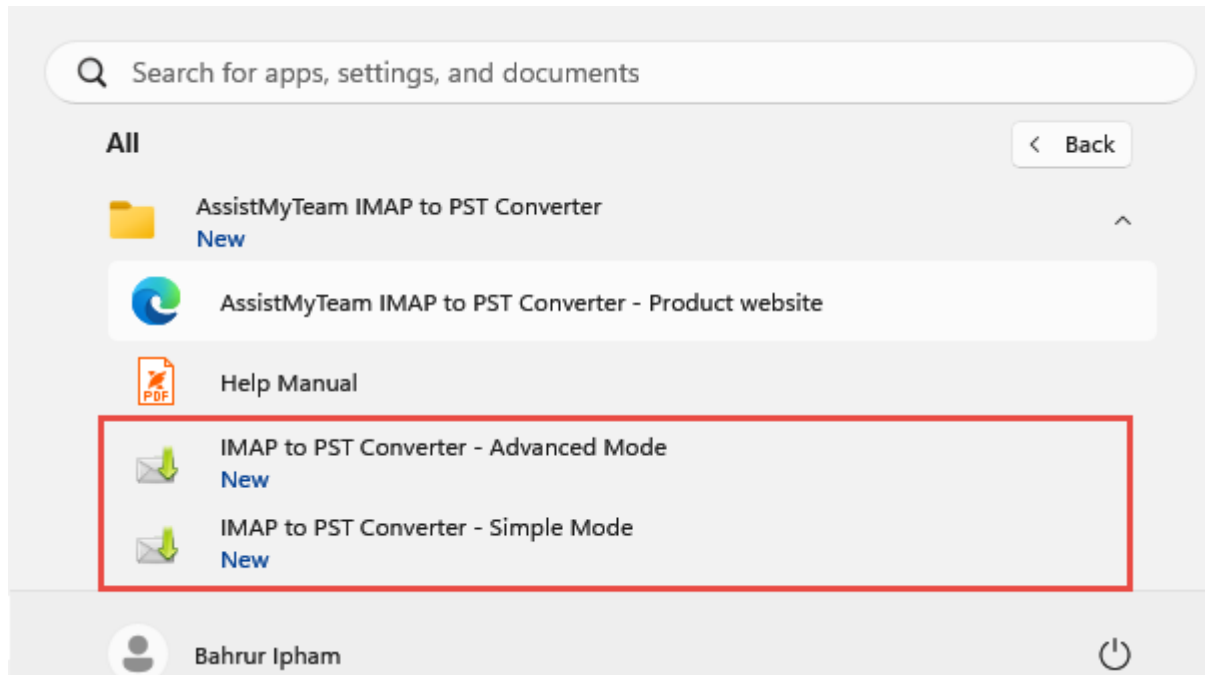 Search for apps, settings, and documents
All
Back
AssistMyTeam IMAP to PST Converter
New
AssistMyTeam IMAP to PST Converter - Product website
PDF
Help Manual
IMAP to PST Converter - Advanced Mode
New
IMAP to PST Converter - Simple Mode
New
Bahrur Ipham